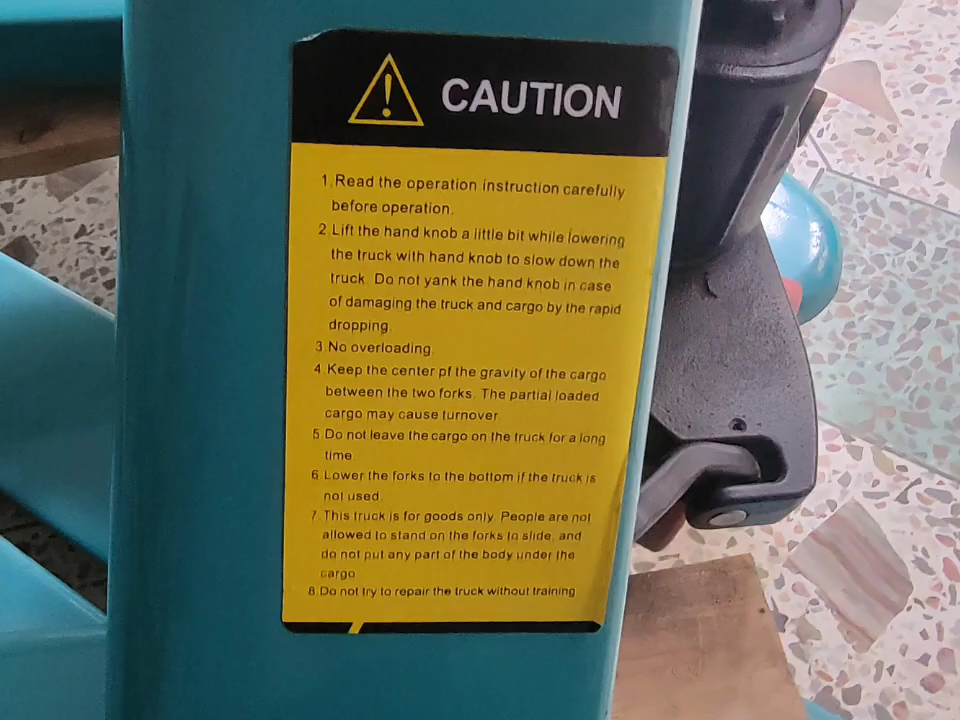 CAUTION
1.Read the operation instruction carefully
before operation.
2.Lift the hand knob a little bit while lowering
the truck with hand knob to slow down the
truck. Do not yank the hand knob in case
of damaging the truck and cargo by the rapid
dropping.
3.No overloading.
4.Keep the center pf the gravity of the cargo
between the two forks. The partial loaded
cargo may cause turnover.
5.Do not leave the cargo on the truck for a long
time.
6.Lower the forks to the bottom if the truck is
not used.
7.This truck is for goods only. People are not
allowed to stand on the forks to slide, and
do not put any part of the body under the
cargo
8.Do not try to repair the truck without training